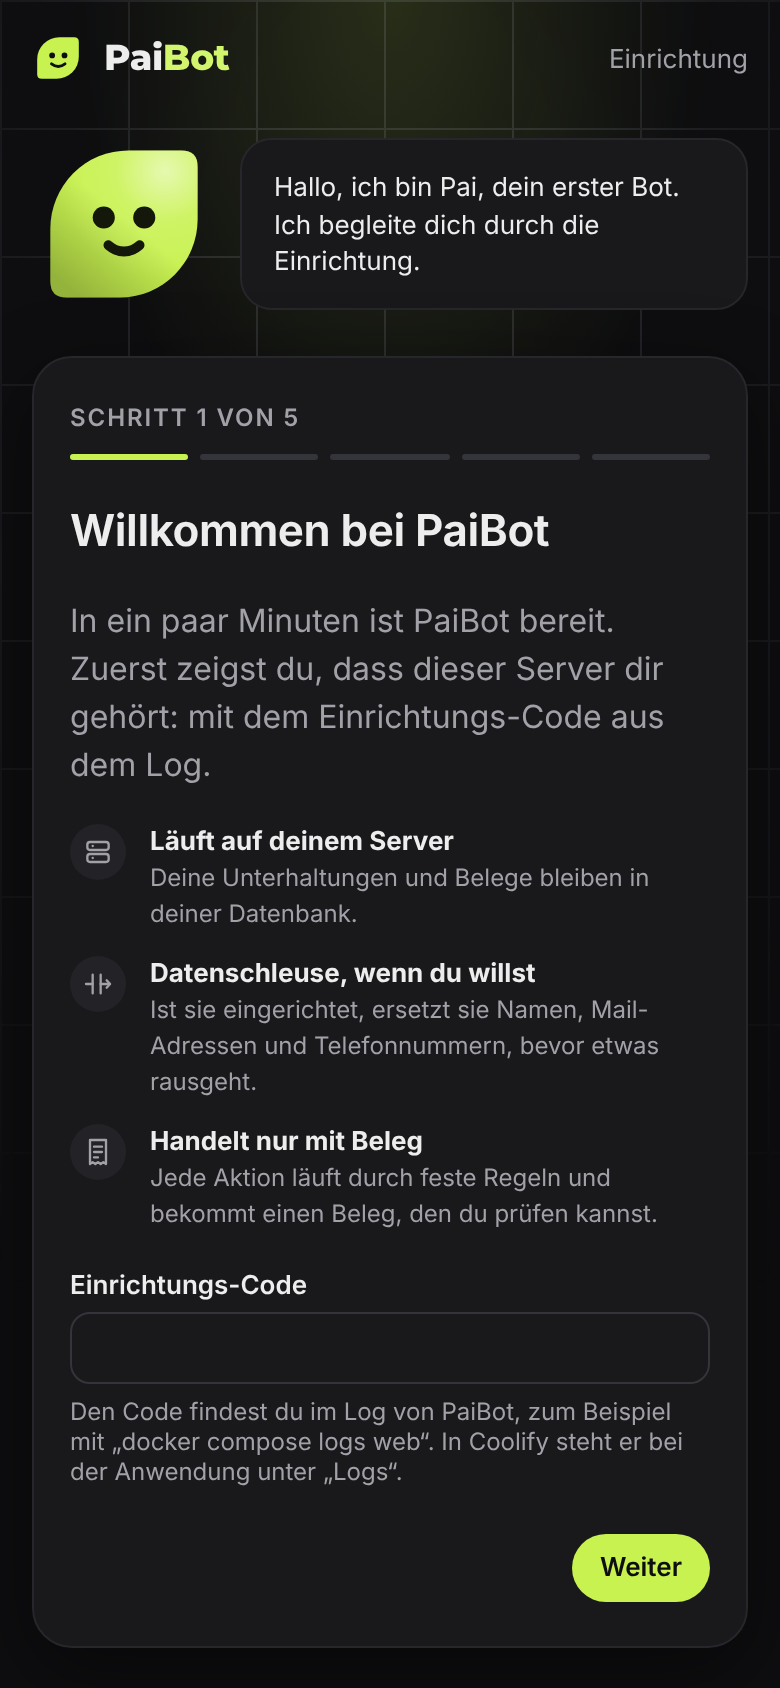 PaiBot
Einrichtung
Hallo, ich bin Pai, dein erster Bot.
Ich begleite dich durch die
Einrichtung.
SCHRITT 1 VON 5
Willkommen bei PaiBot
In ein paar Minuten ist PaiBot bereit.
Zuerst zeigst du, dass dieser Server dir
gehört: mit dem Einrichtungs-Code aus
dem Log.
Läuft auf deinem Server
Deine Unterhaltungen und Belege bleiben in
deiner Datenbank.
Datenschleuse, wenn du willst
Ist sie eingerichtet, ersetzt sie Namen, Mail-
Adressen und Telefonnummern, bevor etwas
rausgeht.
Handelt nur mit Beleg
Jede Aktion läuft durch feste Regeln und
bekommt einen Beleg, den du prüfen kannst.
Einrichtungs-Code
Den Code findest du im Log von PaiBot, zum Beispiel
mit „docker compose logs web“. In Coolify steht er bei
der Anwendung unter „Logs“.
Weiter